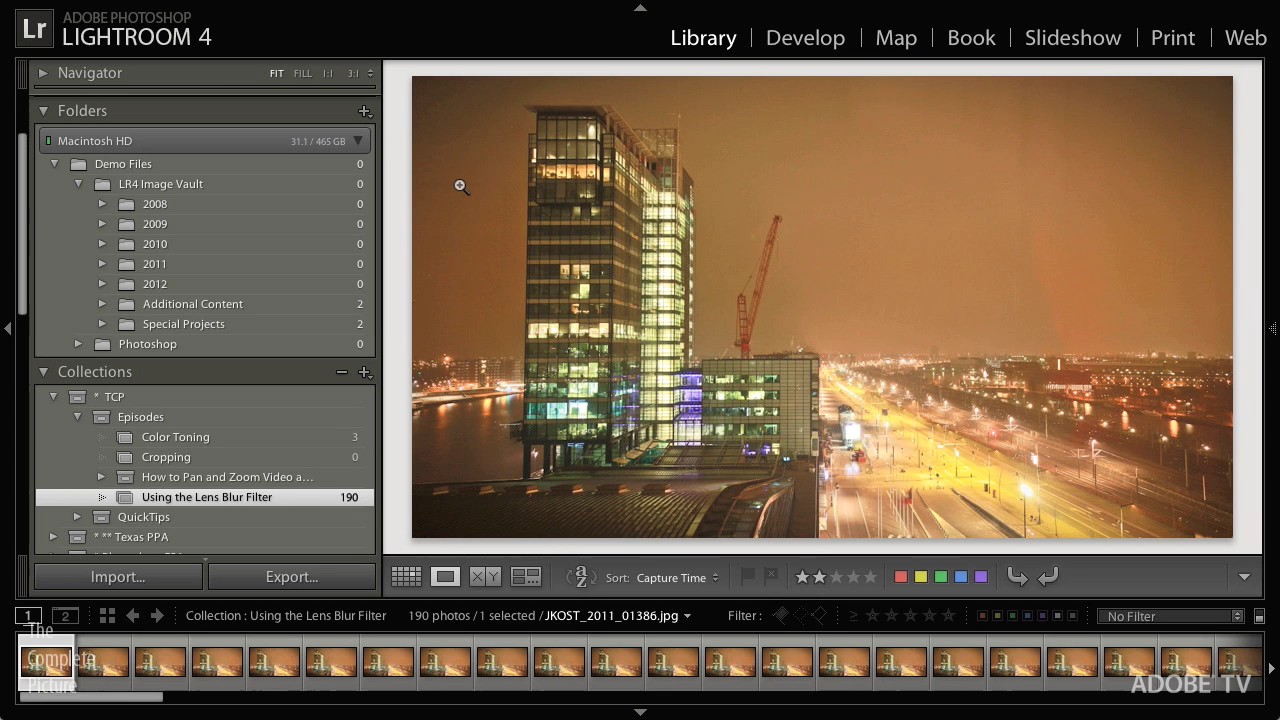 ADOBE PHOTOSHOP
Lr LIGHTROOM 4
Library | Develop | Map | Book | Slideshow | Print | Web
Navigator FIT FILL 1:1 3:1
Folders
Macintosh HD 31.1 / 465 GB
Demo Files 0
LR4 Image Vault 0
2008 0
2009 0
2010 0
2011 0
2012 0
Additional Content 2
Special Projects 2
Photoshop 0
Collections
* TCP
Episodes
Color Toning 3
Cropping 0
How to Pan and Zoom Video a...
Using the Lens Blur Filter 190
QuickTips
* ** Texas PPA
Import... Export...
XY
a z Sort: Capture Time
1 2 Collection : Using the Lens Blur Filter 190 photos / 1 selected / JKOST_2011_01386.jpg Filter : ≥ No Filter
The
Complete
Picture
ADOBE TV